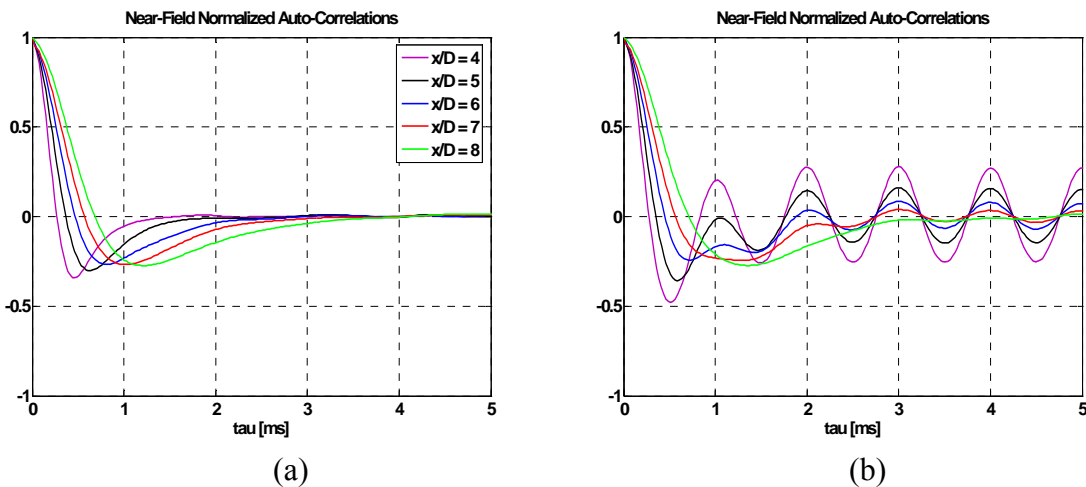 Near-Field Normalized Auto-Correlations
1
0.5
0
-0.5
-1
0 1 2 3 4 5
tau [ms]
x/D = 4
x/D = 5
x/D = 6
x/D = 7
x/D = 8
(a)
Near-Field Normalized Auto-Correlations
1
0.5
0
-0.5
-1
0 1 2 3 4 5
tau [ms]
(b)